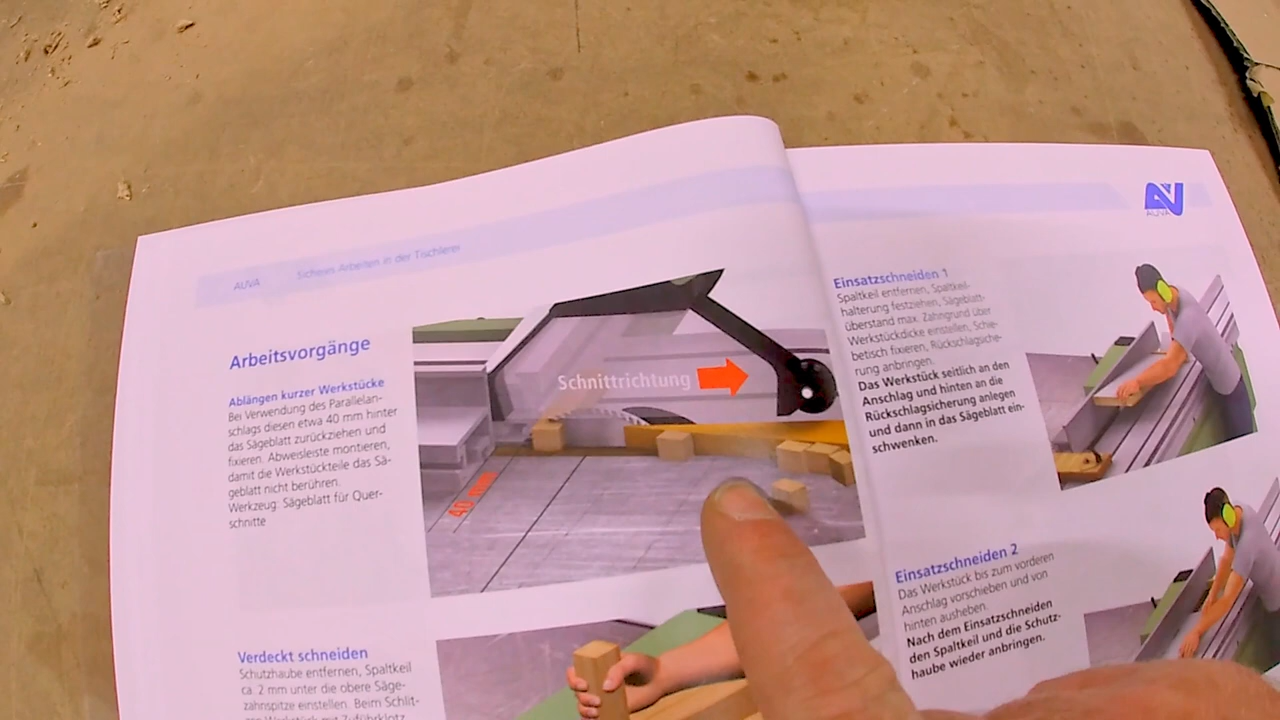 AUVA Sicheres Arbeiten in der Tischlerei
Arbeitsvorgänge
Ablängen kurzer Werkstücke
Bei Verwendung des Parallelan-
schlags diesen etwa 40 mm hinter
das Sägeblatt zurückziehen und
fixieren. Abweisleiste montieren,
damit die Werkstückteile das Sä-
geblatt nicht berühren.
Werkzeug: Sägeblatt für Quer-
schnitte
Schnittrichtung
40 mm
Verdeckt schneiden
Schutzhaube entfernen, Spaltkeil
ca. 2 mm unter die obere Säge-
zahnspitze einstellen. Beim Schlit-
zen Werkstück mit Zuführklotz
AUVA
Einsatzschneiden 1
Spaltkeil entfernen, Spaltkeil-
halterung festziehen, Sägeblatt-
überstand max. Zahngrund über
Werkstückdicke einstellen, Schie-
betisch fixieren, Rückschlagsiche-
rung anbringen.
Das Werkstück seitlich an den
Anschlag und hinten an die
Rückschlagsicherung anlegen
und dann in das Sägeblatt ein-
schwenken.
Einsatzschneiden 2
Das Werkstück bis zum vorderen
Anschlag vorschieben und von
hinten ausheben.
Nach dem Einsatzschneiden
den Spaltkeil und die Schutz-
haube wieder anbringen.